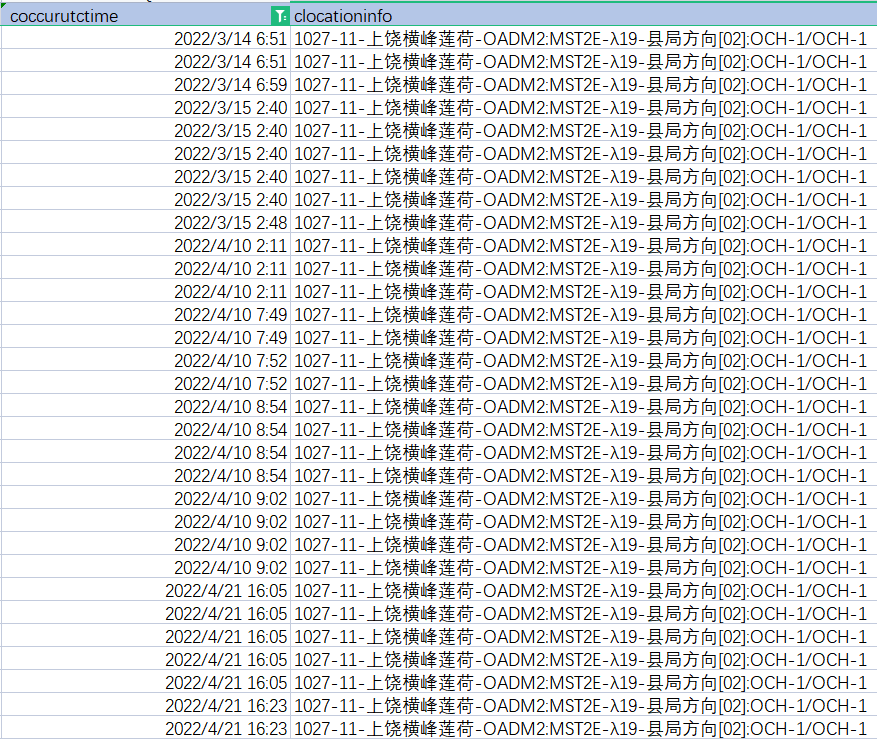 coccurutctime clocationinfo
2022/3/14 6:51 1027-11-上饶横峰莲荷-OADM2:MST2E-λ19-县局方向[02]:OCH-1/OCH-1
2022/3/14 6:51 1027-11-上饶横峰莲荷-OADM2:MST2E-λ19-县局方向[02]:OCH-1/OCH-1
2022/3/14 6:59 1027-11-上饶横峰莲荷-OADM2:MST2E-λ19-县局方向[02]:OCH-1/OCH-1
2022/3/15 2:40 1027-11-上饶横峰莲荷-OADM2:MST2E-λ19-县局方向[02]:OCH-1/OCH-1
2022/3/15 2:40 1027-11-上饶横峰莲荷-OADM2:MST2E-λ19-县局方向[02]:OCH-1/OCH-1
2022/3/15 2:40 1027-11-上饶横峰莲荷-OADM2:MST2E-λ19-县局方向[02]:OCH-1/OCH-1
2022/3/15 2:40 1027-11-上饶横峰莲荷-OADM2:MST2E-λ19-县局方向[02]:OCH-1/OCH-1
2022/3/15 2:40 1027-11-上饶横峰莲荷-OADM2:MST2E-λ19-县局方向[02]:OCH-1/OCH-1
2022/3/15 2:48 1027-11-上饶横峰莲荷-OADM2:MST2E-λ19-县局方向[02]:OCH-1/OCH-1
2022/4/10 2:11 1027-11-上饶横峰莲荷-OADM2:MST2E-λ19-县局方向[02]:OCH-1/OCH-1
2022/4/10 2:11 1027-11-上饶横峰莲荷-OADM2:MST2E-λ19-县局方向[02]:OCH-1/OCH-1
2022/4/10 2:11 1027-11-上饶横峰莲荷-OADM2:MST2E-λ19-县局方向[02]:OCH-1/OCH-1
2022/4/10 7:49 1027-11-上饶横峰莲荷-OADM2:MST2E-λ19-县局方向[02]:OCH-1/OCH-1
2022/4/10 7:49 1027-11-上饶横峰莲荷-OADM2:MST2E-λ19-县局方向[02]:OCH-1/OCH-1
2022/4/10 7:52 1027-11-上饶横峰莲荷-OADM2:MST2E-λ19-县局方向[02]:OCH-1/OCH-1
2022/4/10 7:52 1027-11-上饶横峰莲荷-OADM2:MST2E-λ19-县局方向[02]:OCH-1/OCH-1
2022/4/10 8:54 1027-11-上饶横峰莲荷-OADM2:MST2E-λ19-县局方向[02]:OCH-1/OCH-1
2022/4/10 8:54 1027-11-上饶横峰莲荷-OADM2:MST2E-λ19-县局方向[02]:OCH-1/OCH-1
2022/4/10 8:54 1027-11-上饶横峰莲荷-OADM2:MST2E-λ19-县局方向[02]:OCH-1/OCH-1
2022/4/10 8:54 1027-11-上饶横峰莲荷-OADM2:MST2E-λ19-县局方向[02]:OCH-1/OCH-1
2022/4/10 9:02 1027-11-上饶横峰莲荷-OADM2:MST2E-λ19-县局方向[02]:OCH-1/OCH-1
2022/4/10 9:02 1027-11-上饶横峰莲荷-OADM2:MST2E-λ19-县局方向[02]:OCH-1/OCH-1
2022/4/10 9:02 1027-11-上饶横峰莲荷-OADM2:MST2E-λ19-县局方向[02]:OCH-1/OCH-1
2022/4/10 9:02 1027-11-上饶横峰莲荷-OADM2:MST2E-λ19-县局方向[02]:OCH-1/OCH-1
2022/4/21 16:05 1027-11-上饶横峰莲荷-OADM2:MST2E-λ19-县局方向[02]:OCH-1/OCH-1
2022/4/21 16:05 1027-11-上饶横峰莲荷-OADM2:MST2E-λ19-县局方向[02]:OCH-1/OCH-1
2022/4/21 16:05 1027-11-上饶横峰莲荷-OADM2:MST2E-λ19-县局方向[02]:OCH-1/OCH-1
2022/4/21 16:05 1027-11-上饶横峰莲荷-OADM2:MST2E-λ19-县局方向[02]:OCH-1/OCH-1
2022/4/21 16:05 1027-11-上饶横峰莲荷-OADM2:MST2E-λ19-县局方向[02]:OCH-1/OCH-1
2022/4/21 16:23 1027-11-上饶横峰莲荷-OADM2:MST2E-λ19-县局方向[02]:OCH-1/OCH-1
2022/4/21 16:23 1027-11-上饶横峰莲荷-OADM2:MST2E-λ19-县局方向[02]:OCH-1/OCH-1